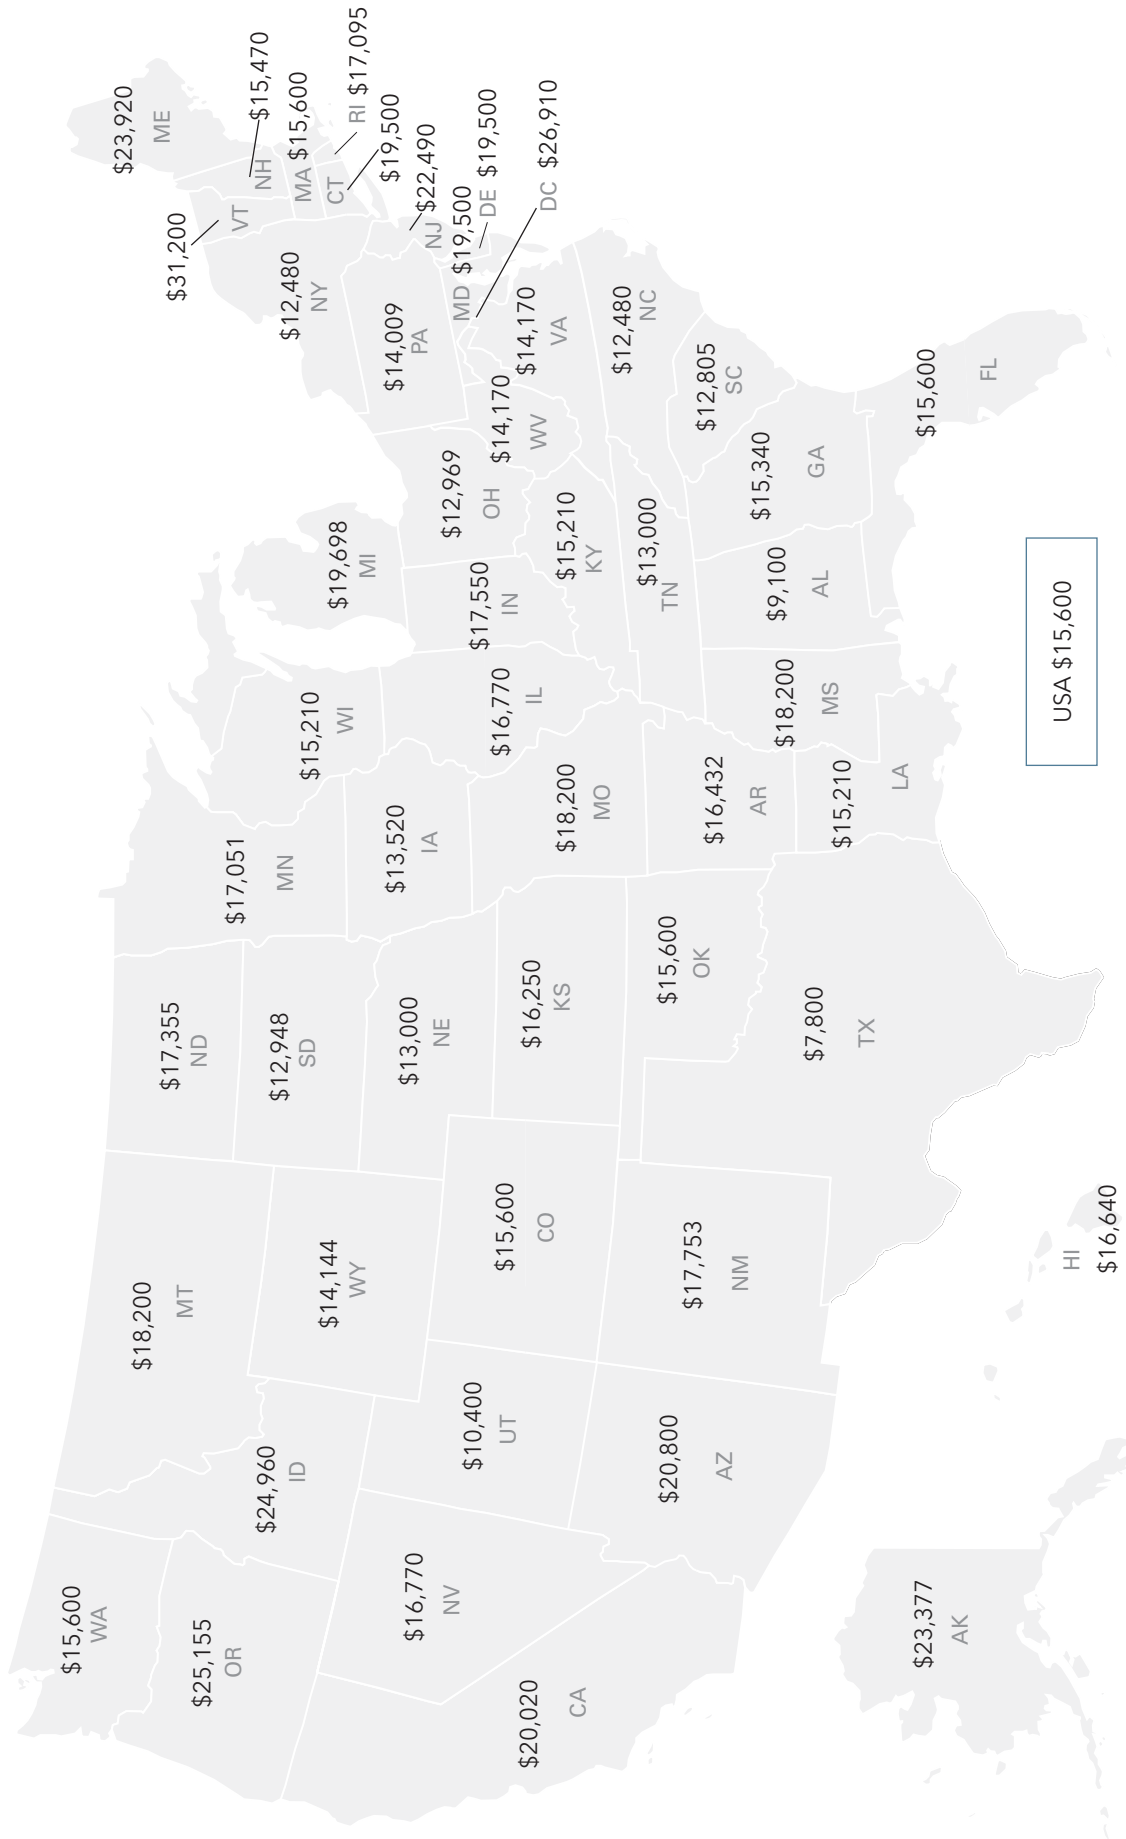 $15,600
WA
$25,155
OR
$20,020
CA
$16,770
NV
$24,960
ID
$18,200
MT
$14,144
WY
$10,400
UT
$20,800
AZ
$15,600
CO
$17,753
NM
$17,355
ND
$12,948
SD
$13,000
NE
$16,250
KS
$15,600
OK
$7,800
TX
$17,051
MN
$13,520
IA
$18,200
MO
$16,432
AR
$15,210
LA
$15,210
WI
$16,770
IL
$19,698
MI
$17,550
IN
$12,969
OH
$15,210
KY
$13,000
TN
$18,200
MS
$9,100
AL
$15,340
GA
$15,600
FL
$12,805
SC
$12,480
NC
$14,170
VA
$14,170
WV
$14,009
PA
$12,480
NY
$31,200
VT
$23,920
ME
$15,470
NH
MA $15,600
RI $17,095
$19,500
CT
$22,490
NJ
MD $19,500
DE $19,500
DC $26,910
$23,377
AK
HI
$16,640
USA $15,600